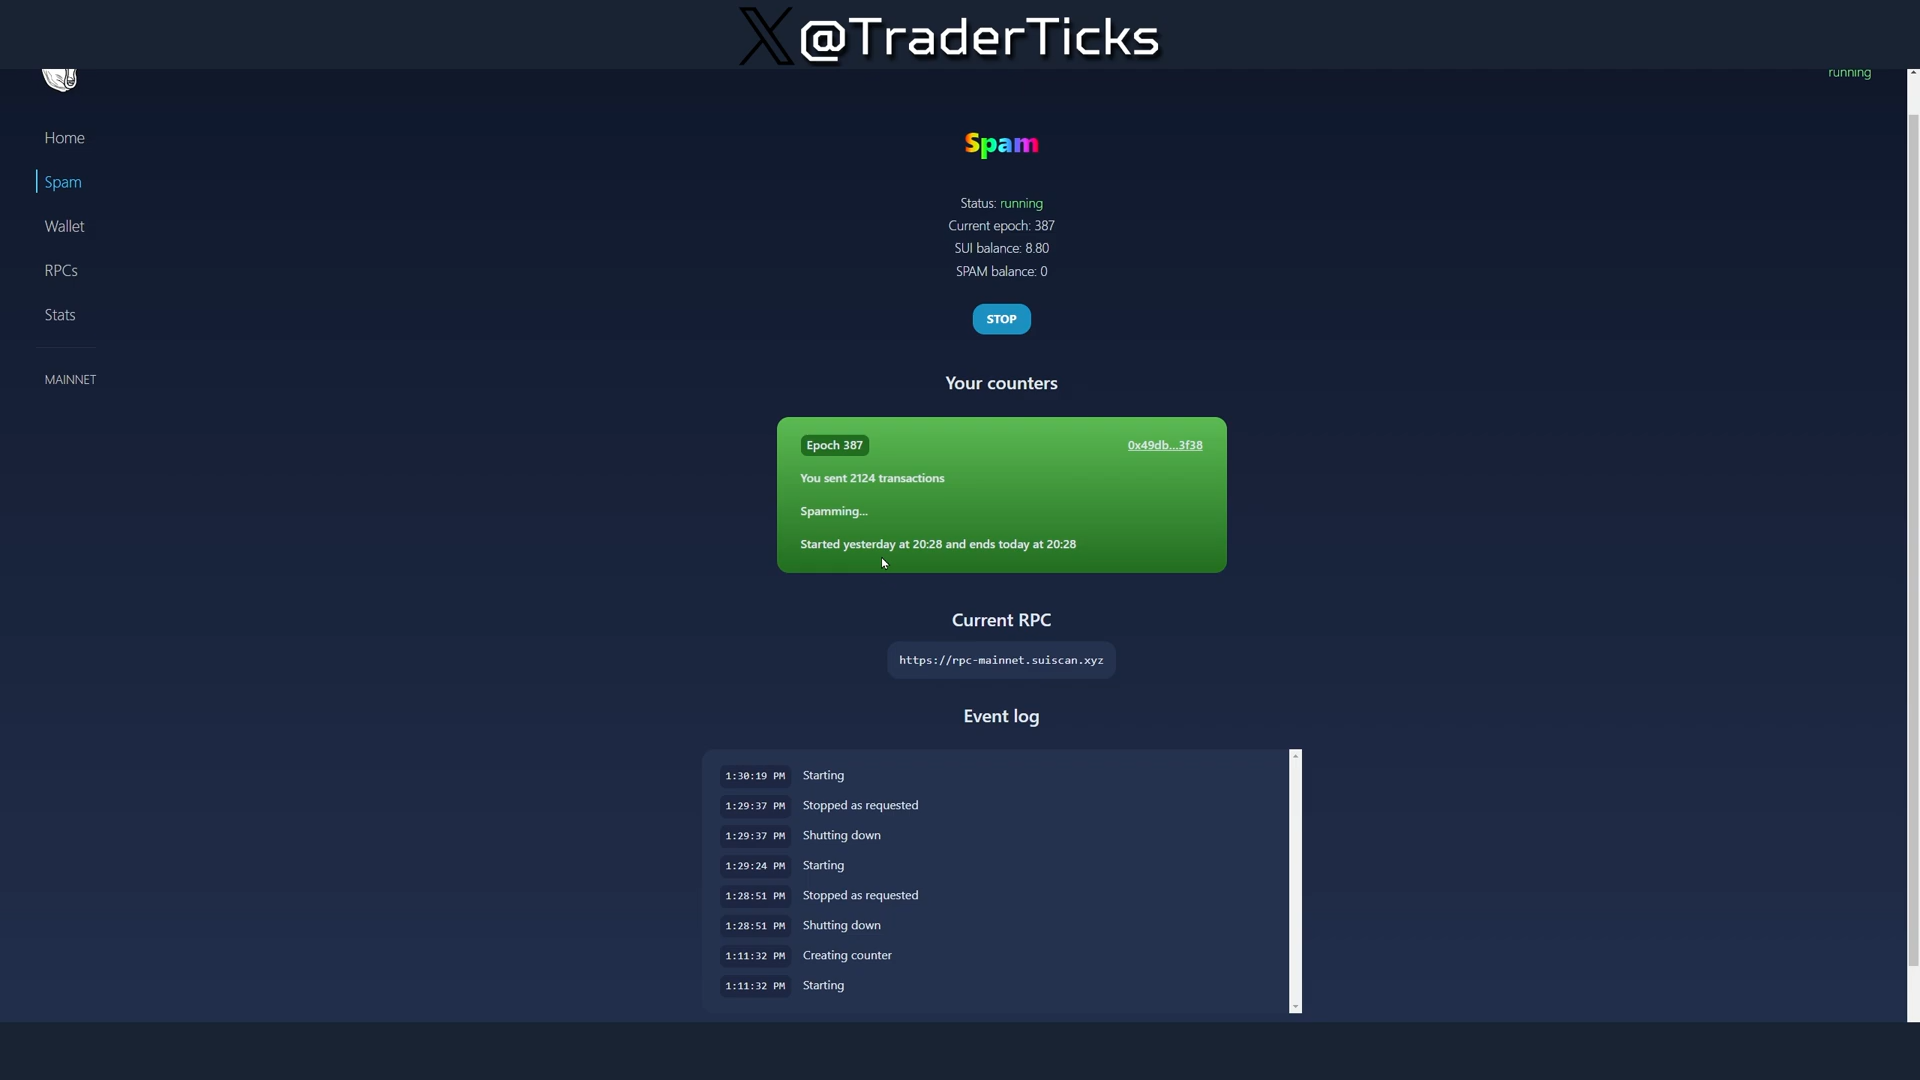 @TraderTicks
running
Home
Spam
Wallet
RPCs
Stats
MAINNET
Spam
Status: running
Current epoch: 387
SUI balance: 8.80
SPAM balance: 0
STOP
Your counters
Epoch 387 0x49db...3f38
You sent 2124 transactions
Spamming...
Started yesterday at 20:28 and ends today at 20:28
Current RPC
https://rpc-mainnet.suiscan.xyz
Event log
1:30:19 PM Starting
1:29:37 PM Stopped as requested
1:29:37 PM Shutting down
1:29:24 PM Starting
1:28:51 PM Stopped as requested
1:28:51 PM Shutting down
1:11:32 PM Creating counter
1:11:32 PM Starting